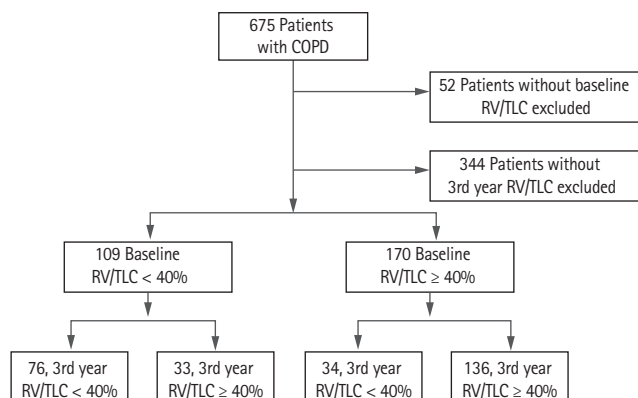 675 Patients
with COPD
52 Patients without baseline
RV/TLC excluded
344 Patients without
3rd year RV/TLC excluded
109 Baseline
RV/TLC < 40%
170 Baseline
RV/TLC ≥ 40%
76, 3rd year
RV/TLC < 40%
33, 3rd year
RV/TLC ≥ 40%
34, 3rd year
RV/TLC < 40%
136, 3rd year
RV/TLC ≥ 40%